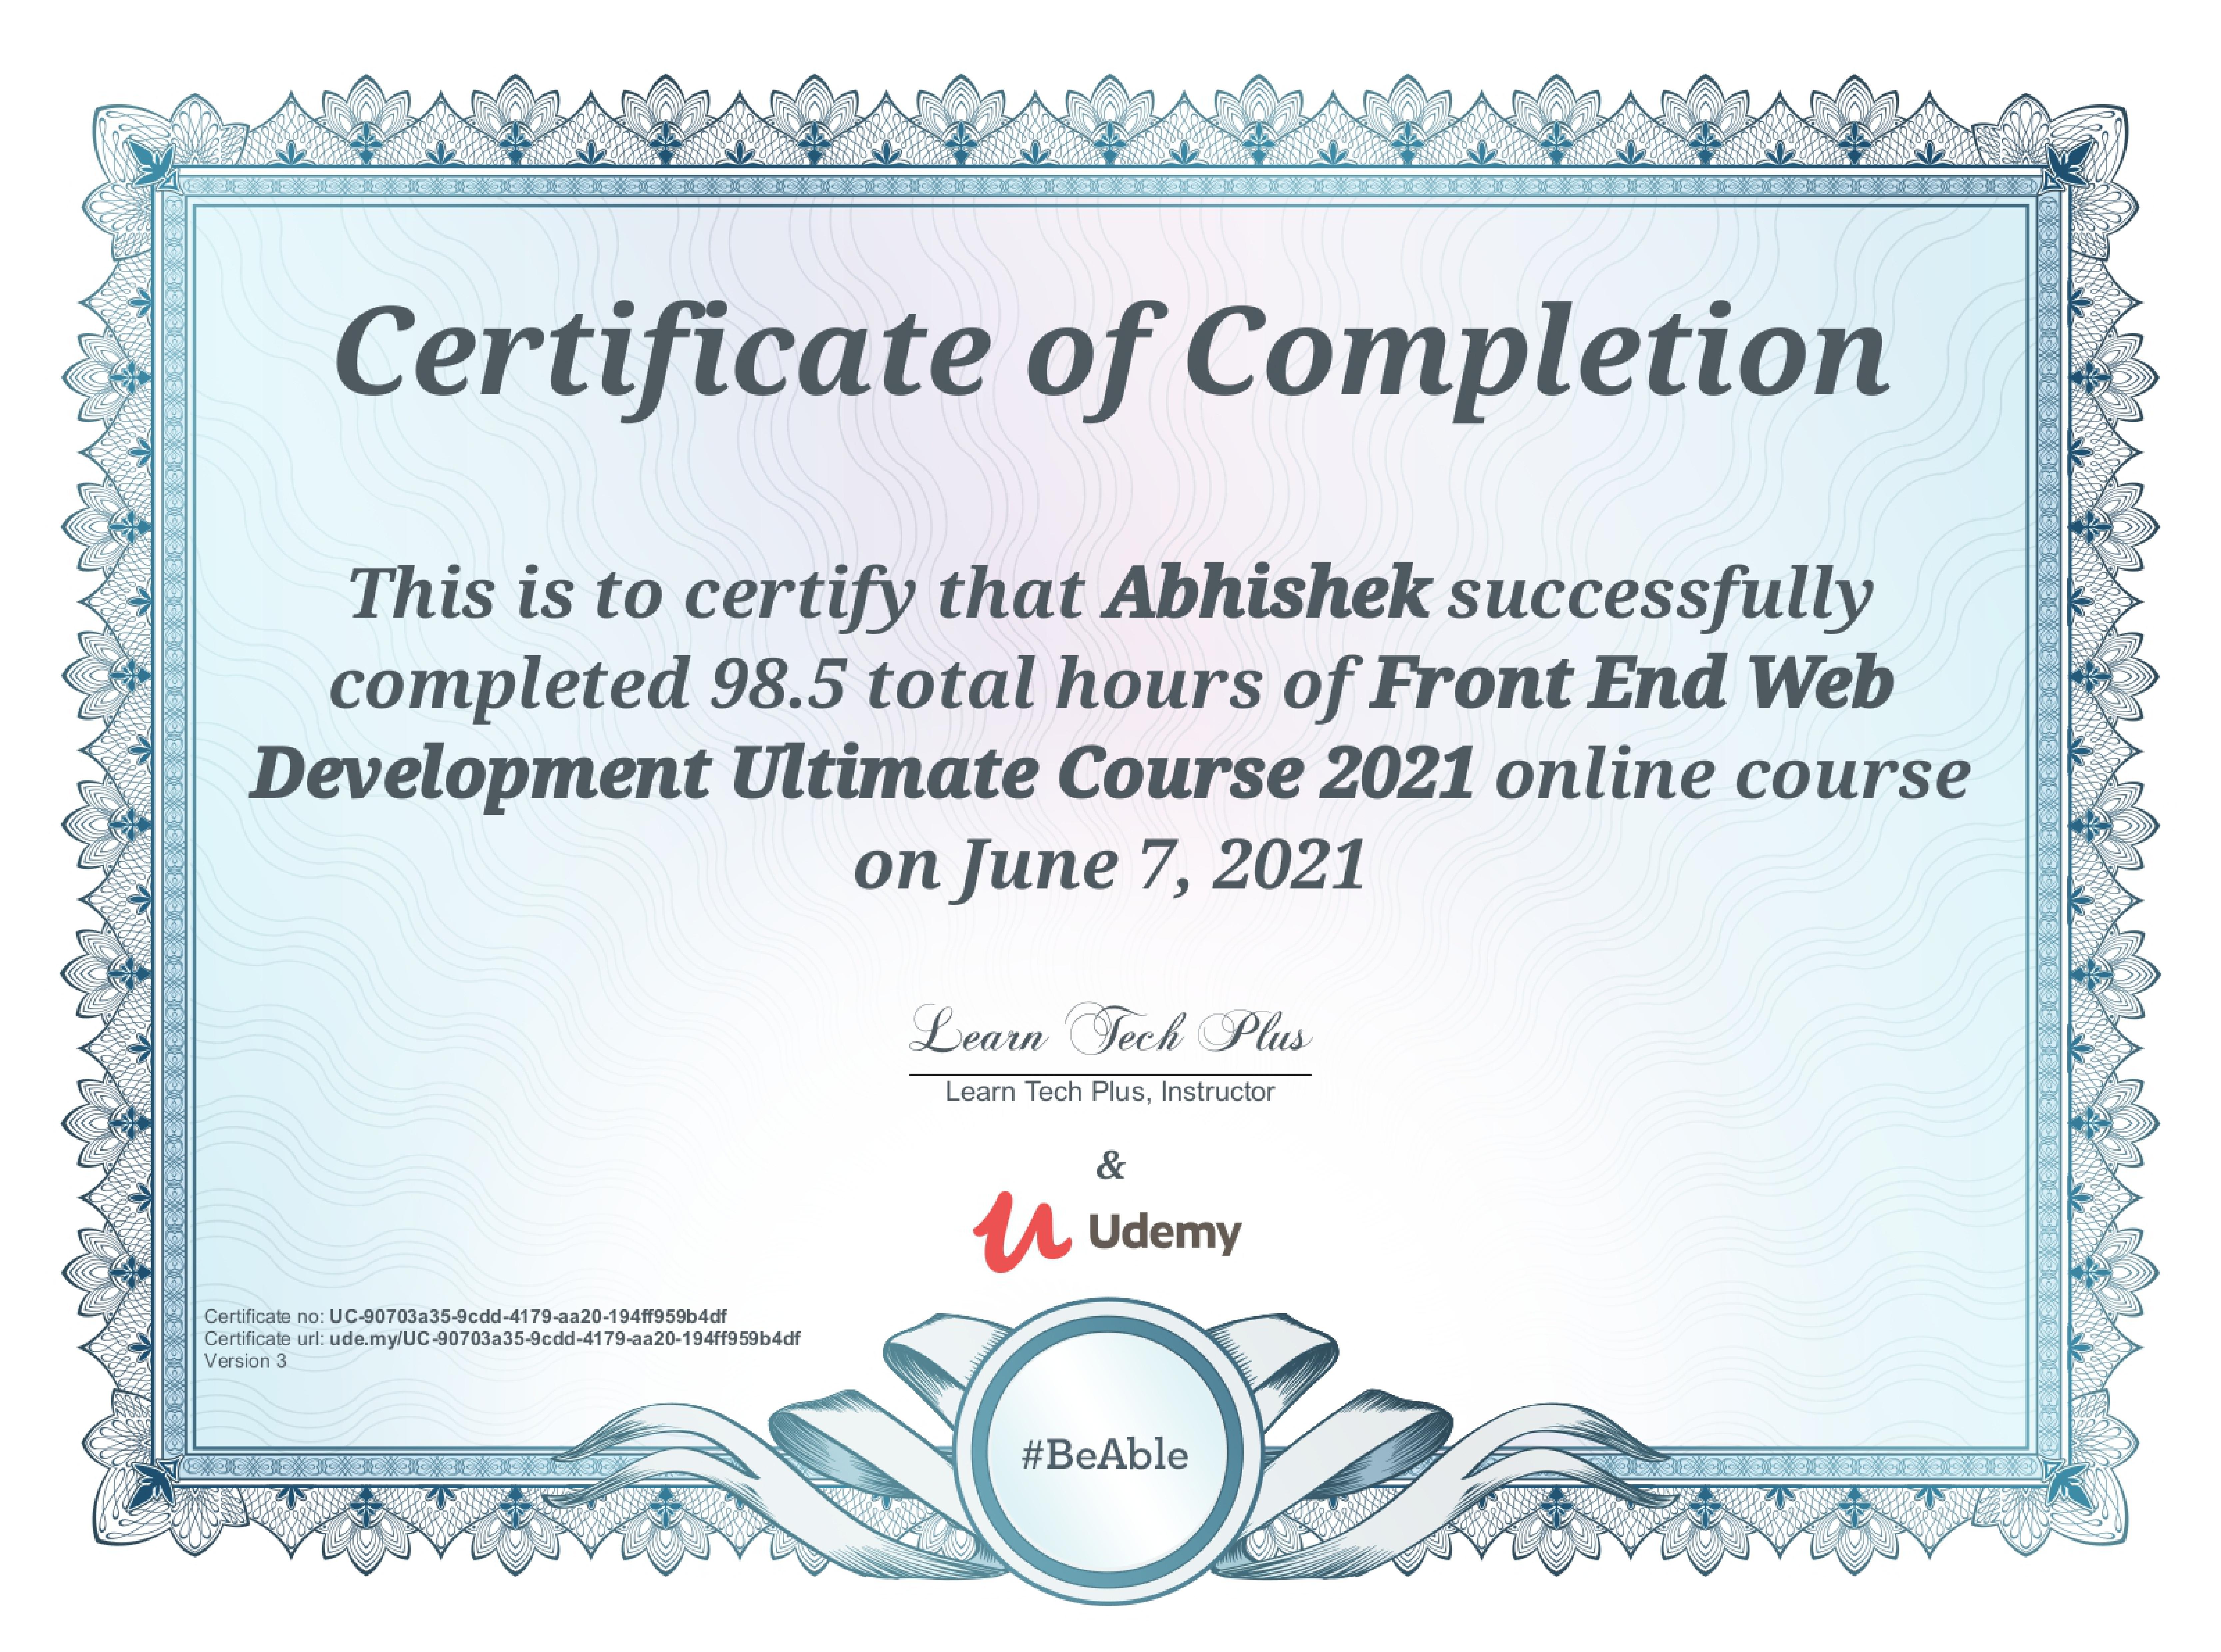 Certificate of Completion
This is to certify that Abhishek successfully
completed 98.5 total hours of Front End Web
Development Ultimate Course 2021 online course
on June 7, 2021
Learn Tech Plus
Learn Tech Plus, Instructor
&
Udemy
Certificate no: UC-90703a35-9cdd-4179-aa20-194ff959b4df
Certificate url: ude.my/UC-90703a35-9cdd-4179-aa20-194ff959b4df
Version 3
#BeAble